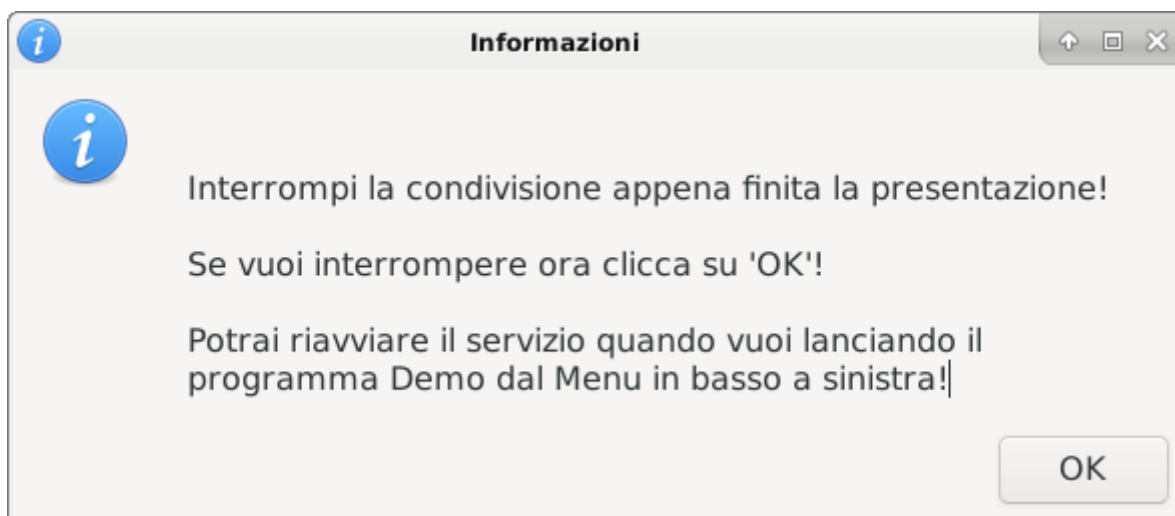 Informazioni
Interrompi la condivisione appena finita la presentazione!
Se vuoi interrompere ora clicca su 'OK'!
Potrai riavviare il servizio quando vuoi lanciando il
programma Demo dal Menu in basso a sinistra!
OK